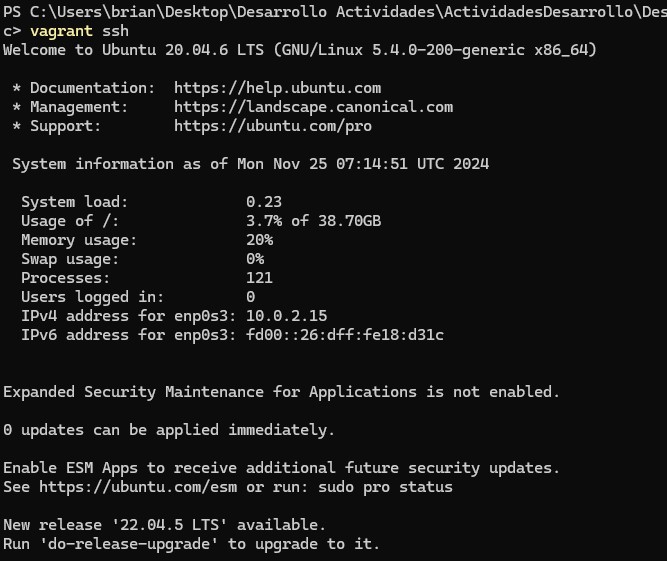 PS C:\Users\brian\Desktop\Desarrollo Actividades\ActividadesDesarrollo\Des
c> vagrant ssh
Welcome to Ubuntu 20.04.6 LTS (GNU/Linux 5.4.0-200-generic x86_64)
* Documentation:  https://help.ubuntu.com
* Management:     https://landscape.canonical.com
* Support:        https://ubuntu.com/pro
System information as of Mon Nov 25 07:14:51 UTC 2024
System load:             0.23
Usage of /:              3.7% of 38.70GB
Memory usage:            20%
Swap usage:              0%
Processes:               121
Users logged in:         0
IPv4 address for enp0s3: 10.0.2.15
IPv6 address for enp0s3: fd00::26:dff:fe18:d31c
Expanded Security Maintenance for Applications is not enabled.
0 updates can be applied immediately.
Enable ESM Apps to receive additional future security updates.
See https://ubuntu.com/esm or run: sudo pro status
New release '22.04.5 LTS' available.
Run 'do-release-upgrade' to upgrade to it.